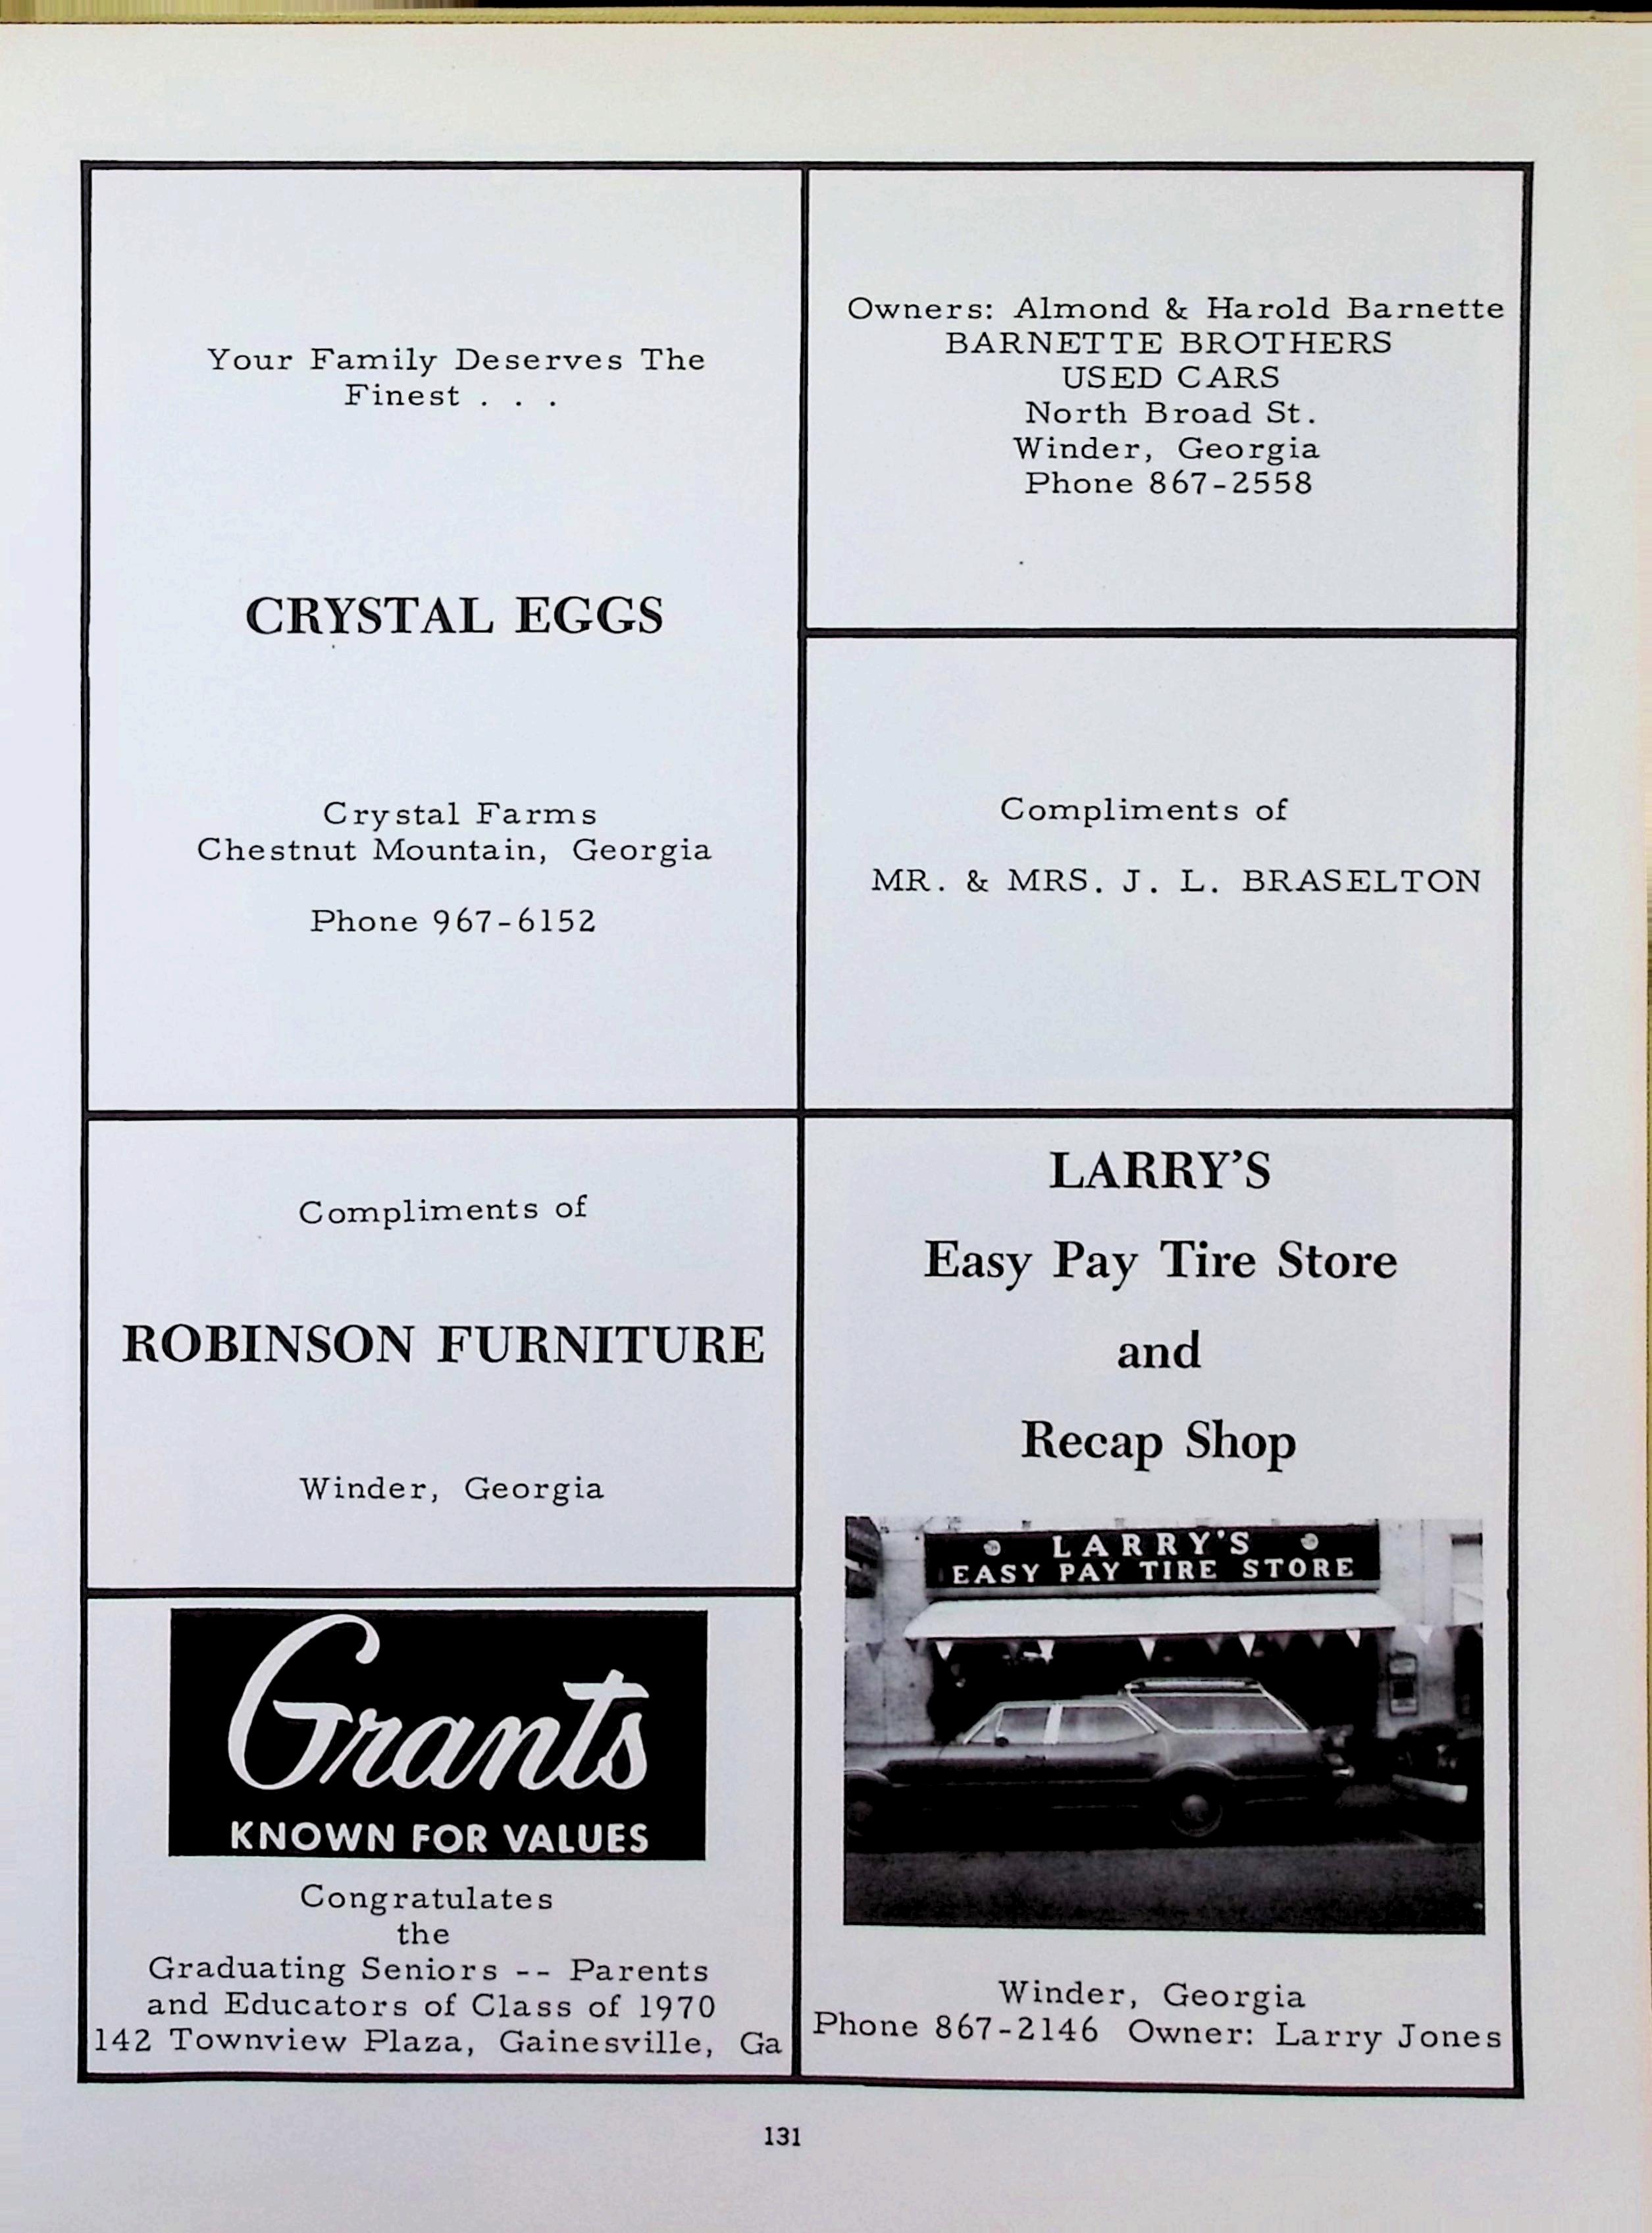 Your Family Deserves The
Finest . . .
CRYSTAL EGGS
Crystal Farms
Chestnut Mountain, Georgia
Phone 967-6152
Owners: Almond & Harold Barnette
BARNETTE BROTHERS
USED CARS
North Broad St.
Winder, Georgia
Phone 867-2558
Compliments of
MR. & MRS. J. L. BRASELTON
Compliments of
ROBINSON FURNITURE
Winder, Georgia
Grants
KNOWN FOR VALUES
Congratulates
the
Graduating Seniors -- Parents
and Educators of Class of 1970
142 Townview Plaza, Gainesville, Ga
LARRY'S
Easy Pay Tire Store
and
Recap Shop
LARRY'S
EASY PAY TIRE STORE
Winder, Georgia
Phone 867-2146 Owner: Larry Jones
131